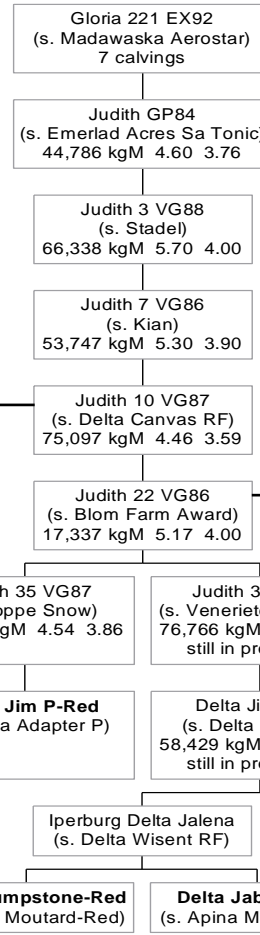 Gloria 221 EX92
(s. Madawaska Aerostar)
7 calvings
Judith GP84
(s. Emerlad Acres Sa Tonic)
44,786 kgM 4.60 3.76
Judith 3 VG88
(s. Stadel)
66,338 kgM 5.70 4.00
Judith 7 VG86
(s. Kian)
53,747 kgM 5.30 3.90
Judith 10 VG87
(s. Delta Canvas RF)
75,097 kgM 4.46 3.59
Judith 22 VG86
(s. Blom Farm Award)
17,337 kgM 5.17 4.00
35 VG87
Snow)
4.54 3.86
Judith
(s.
76,766 kgM
still in
Jim P-Red
Adapter P)
Delta
(s. Delta
58,429 kgM
still in
Iperburg Delta Jalena
(s. Delta Wisent RF)
Moutard-Red)
Delta
(s. Apina